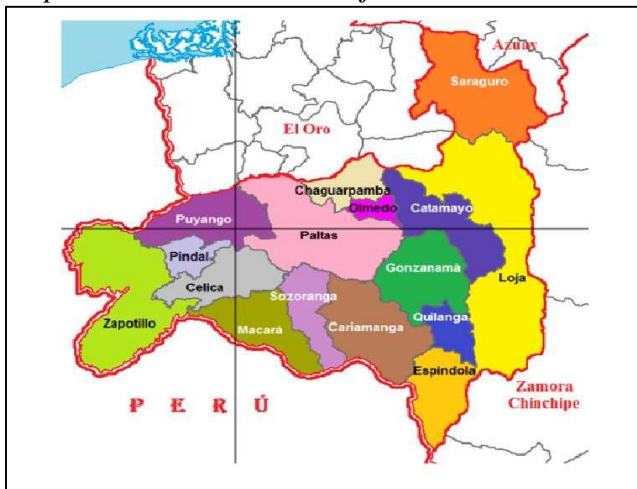 Azuay
Saraguro
El Oro
Chaguarpamba
Olmedo
Catamayo
Puyango
Paltas
Pindal
Gonzanamá
Loja
Celica
Sozoranga
Zapotillo
Macará
Cariamanga
Quilanga
Espíndola
Zamora
Chinchipe
P E R Ú